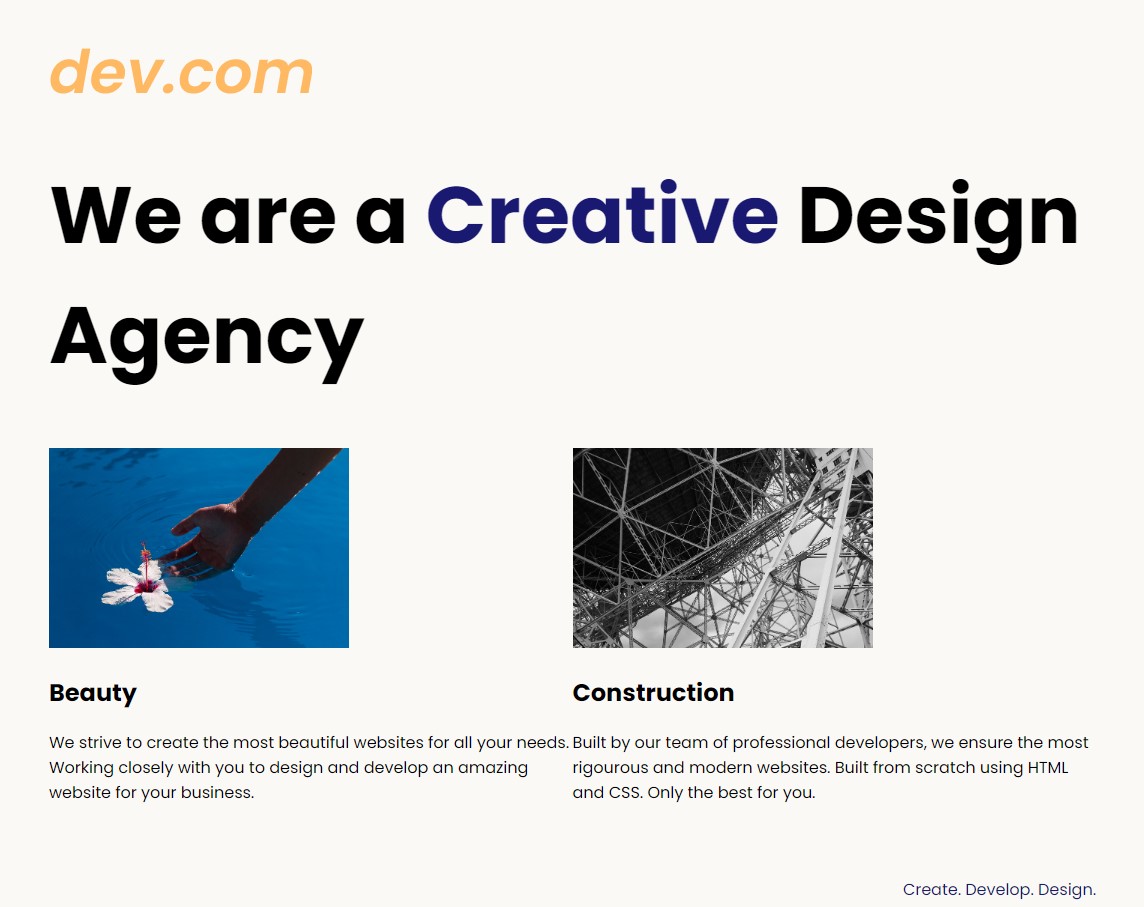 dev.com
We are a Creative Design
Agency
Beauty
We strive to create the most beautiful websites for all your needs.
Working closely with you to design and develop an amazing
website for your business.
Construction
Built by our team of professional developers, we ensure the most
rigourous and modern websites. Built from scratch using HTML
and CSS. Only the best for you.
Create. Develop. Design.